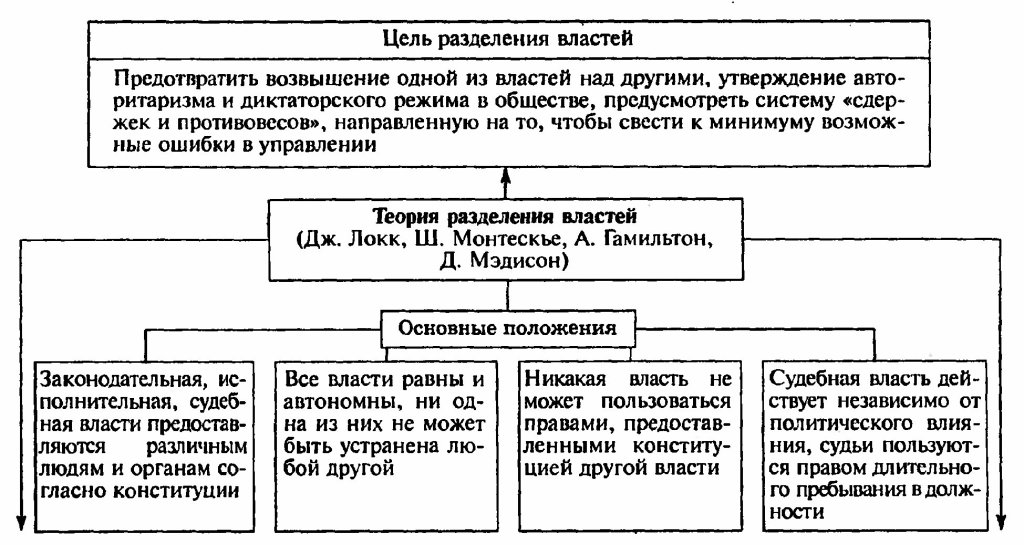 Цель разделения властей
Предотвратить возвышение одной из властей над другими, утверждение авто-
ритаризма и диктаторского режима в обществе, предусмотреть систему «сдер-
жек и противовесов», направленную на то, чтобы свести к минимуму возмож-
ные ошибки в управлении
Теория разделения властей
(Дж. Локк, Ш. Монтескье, А. Гамильтон,
Д. Мэдисон)
Основные положения
Законодательная, ис-
полнительная, судеб-
ная власти предостав-
ляются различным
людям и органам со-
гласно конституции
Все власти равны и
автономны, ни од-
на из них не может
быть устранена лю-
бой другой
Никакая власть не
может пользоваться
правами, предостав-
ленными конститу-
цией другой власти
Судебная власть дей-
ствует независимо от
политического влия-
ния, судьи пользуют-
ся правом длительно-
го пребывания в долж-
ности